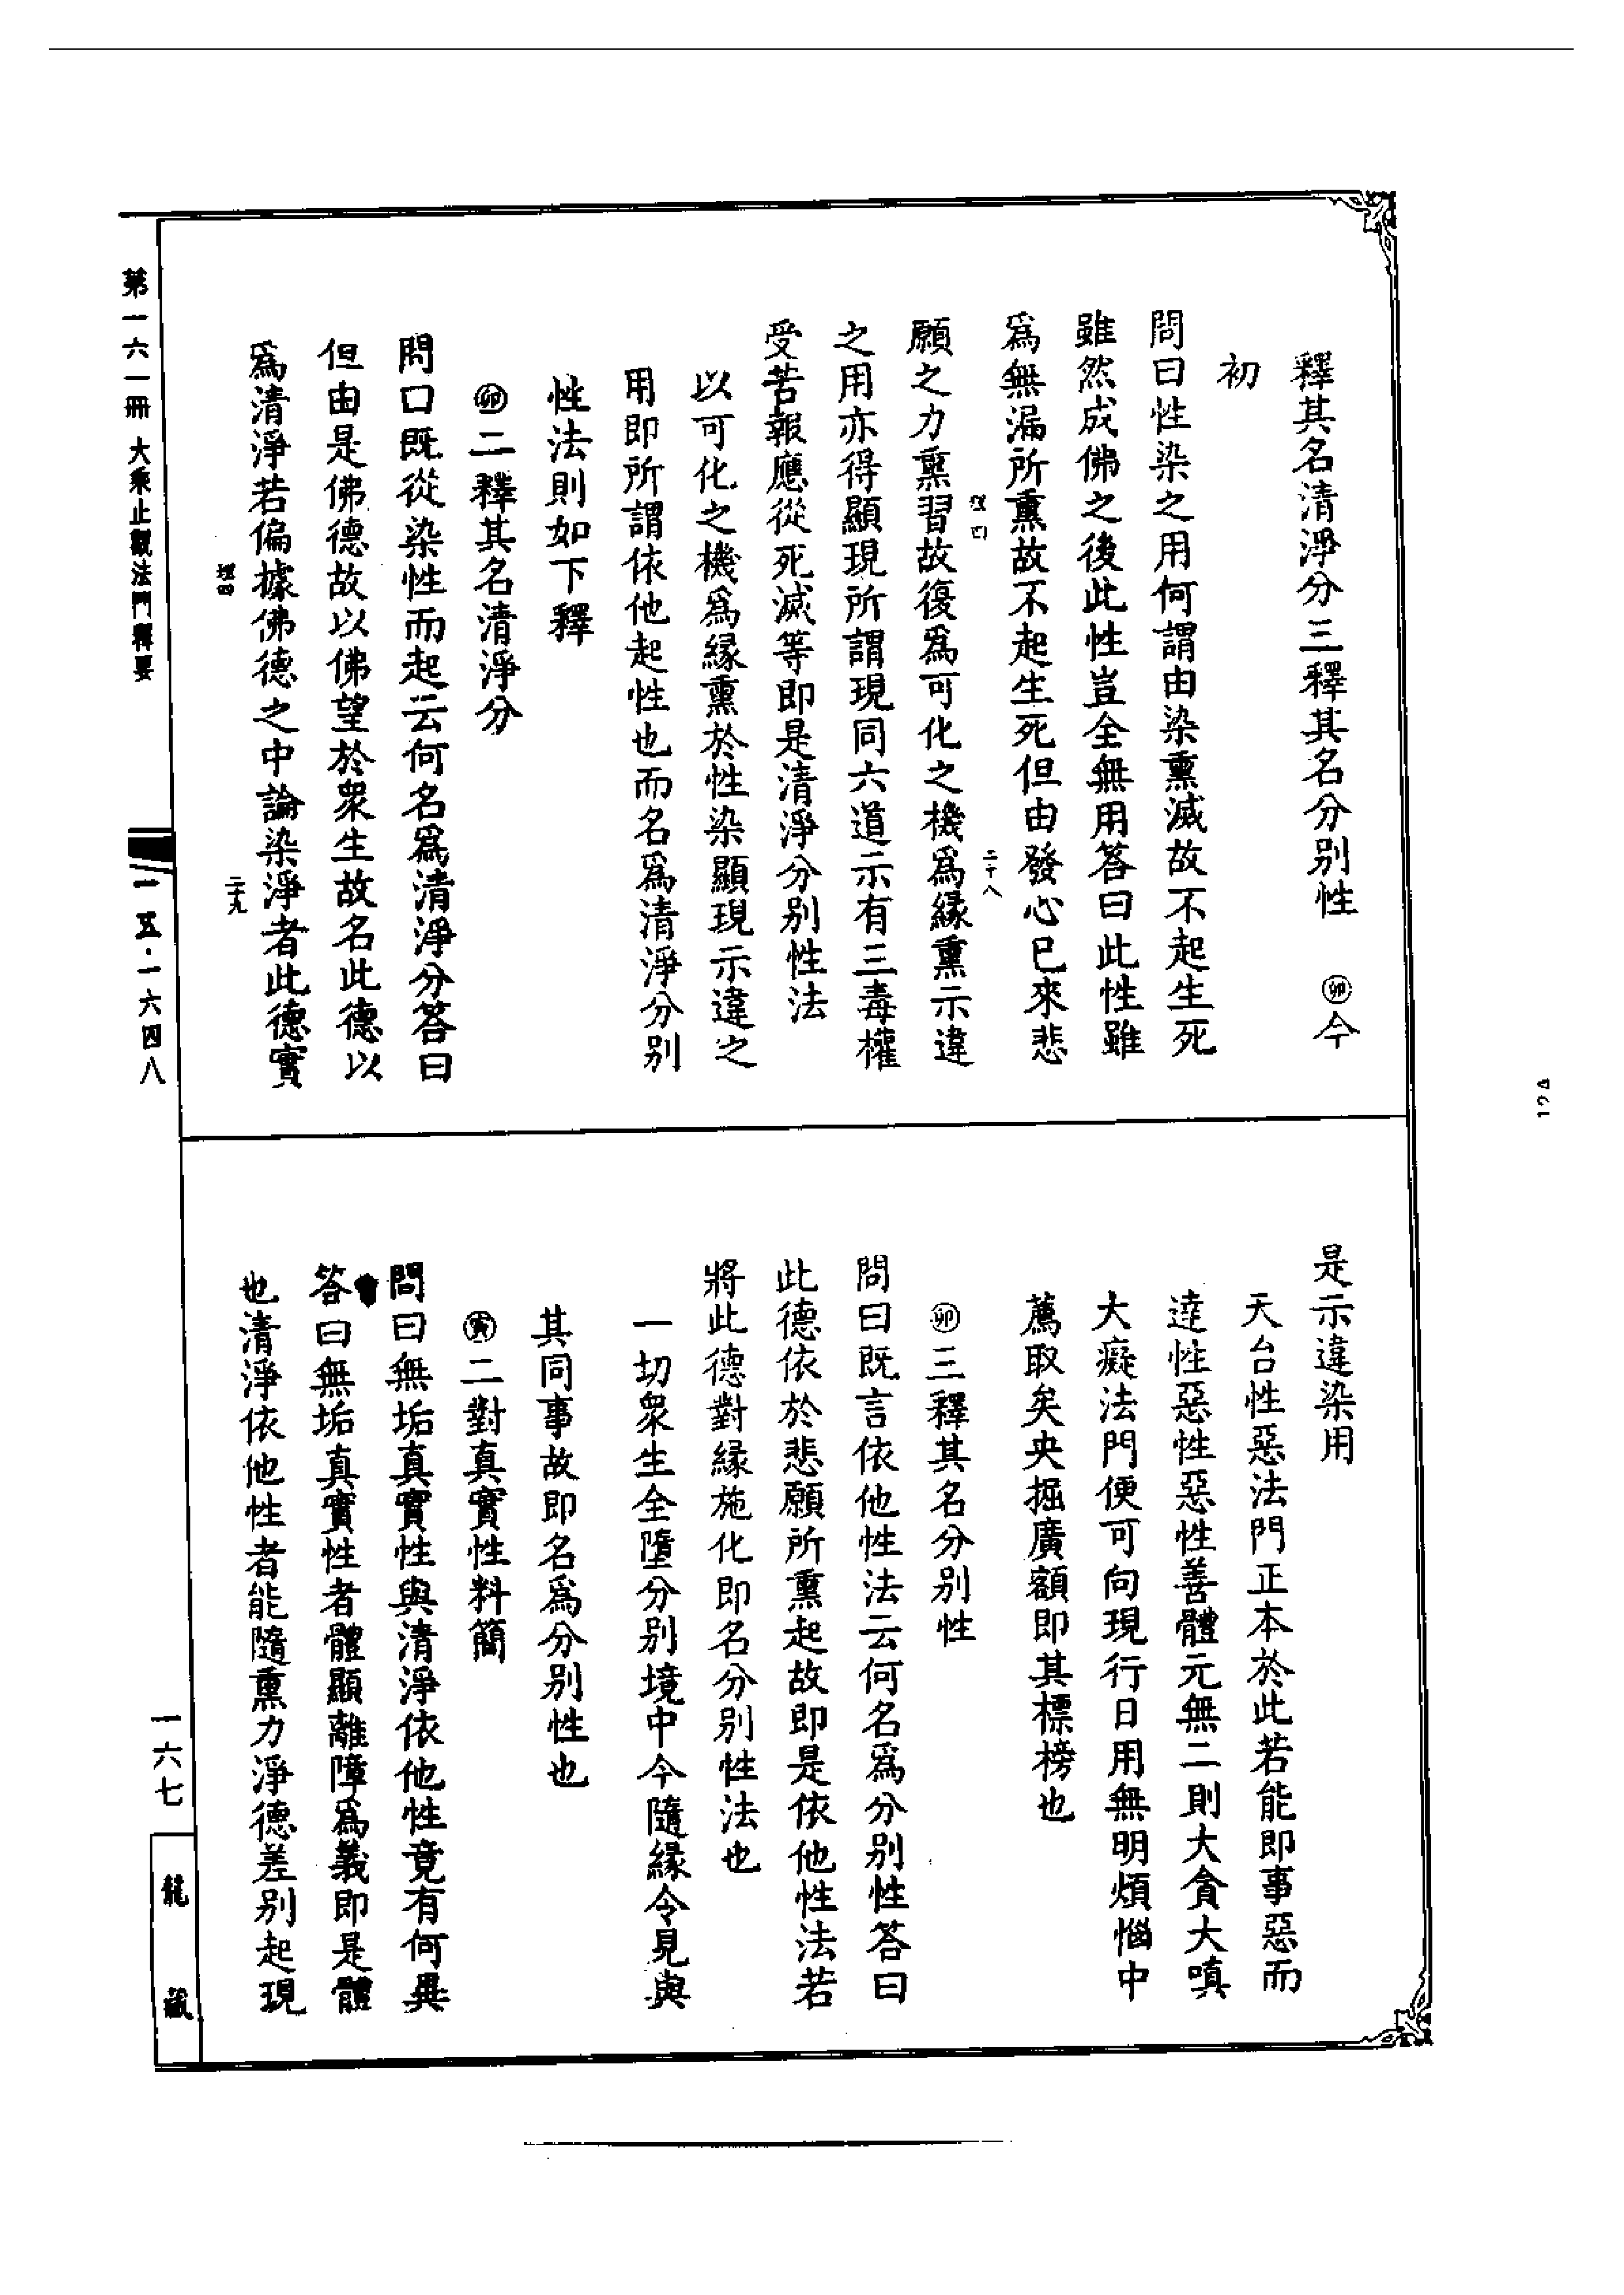 釋其名清淨分三釋其名分別性　㊞今
初
問曰性染之用何謂由染熏滅故不起生死
雖然成佛之後此性豈全無用答曰此性雖
爲無漏所熏故不起生死但由發心已來悲
二十八
願之力熏習故復爲可化之機爲緣熏示違
之用亦得顯現所謂現同六道示有三毒權
受苦報應從死滅等即是清淨分別性法
以可化之機爲緣熏於性染顯現示違之
用即所謂依他起性也而名爲清淨分別
性法則如下釋
卯二釋其名清淨分
問曰既從染性而起云何名爲清淨分答曰
但由是佛德故以佛望於衆生故名此德以
爲清淨若偏據佛德之中論染淨者此德實
二十九
是示違染用
天台性惡法門正本於此若能即事惡而
達性惡性惡性善體元無二則大貪大嗔
大癡法門便可向現行日用無明煩惱中
薦取矣央掘廣額即其標榜也
卯三釋其名分別性
問曰既言依他性法云何名爲分別性答曰
此德依於悲願所熏起故即是依他性法若
將此德對緣施化即名分別性法也
一切衆生全墮分別境中今隨緣令見與
其同事故即名爲分別性也
寅二對真實性料簡
問曰無垢真實性與清淨依他性竟有何異
答曰無垢真實性者體顯離障爲義即是體
也清淨依他性者能隨熏力淨德差別起現
第一六一冊 大乘止觀法門釋要
一五·一六四八
一六七
龍藏
124